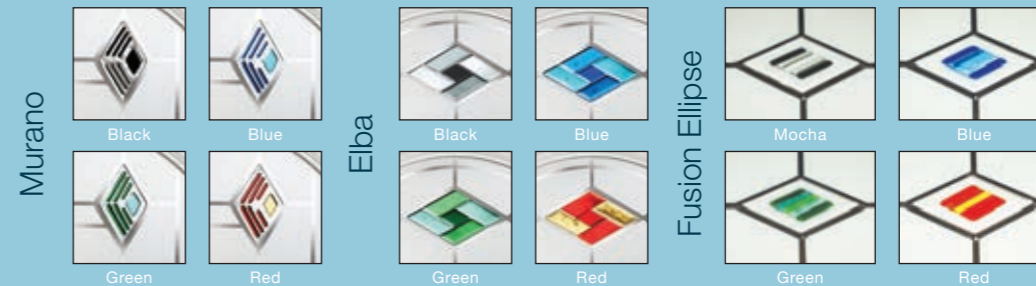 Murano
Black
Blue
Green
Red
Elba
Black
Blue
Green
Red
Fusion Ellipse
Mocha
Blue
Green
Red